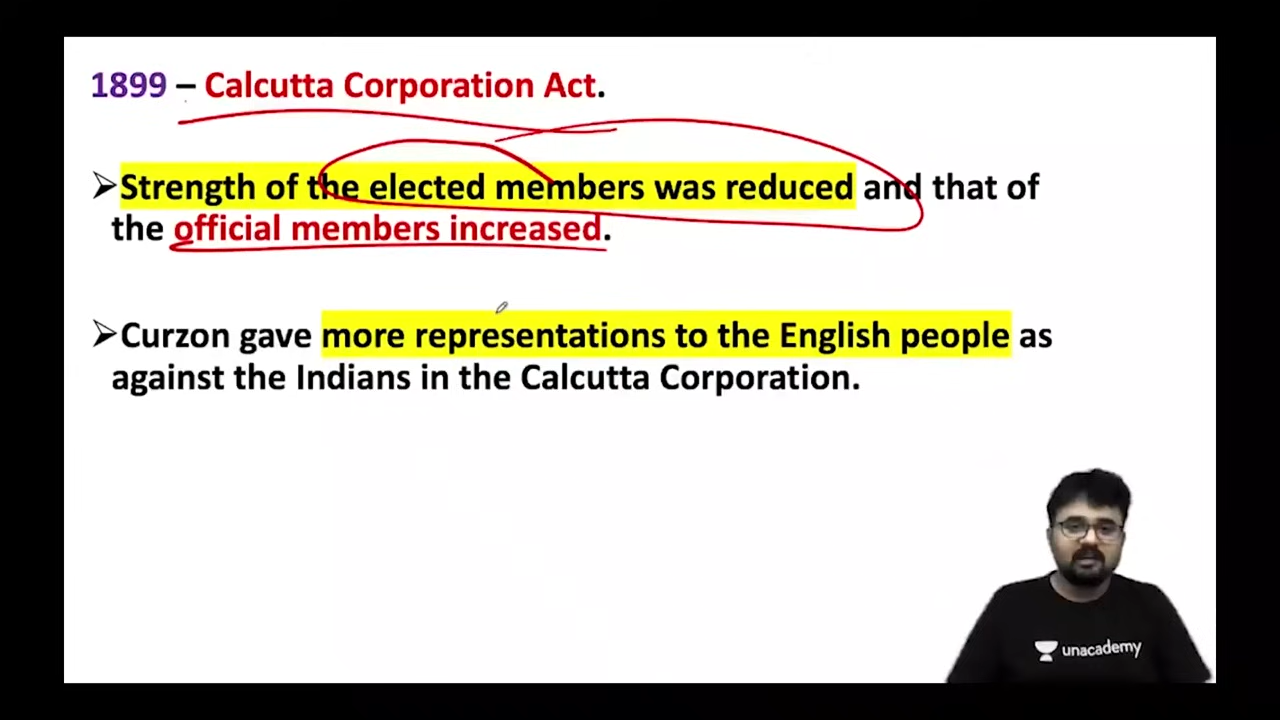 1899 – Calcutta Corporation Act.
➢Strength of the elected members was reduced and that of
the official members increased.
➢Curzon gave more representations to the English people as
against the Indians in the Calcutta Corporation.
unacademy